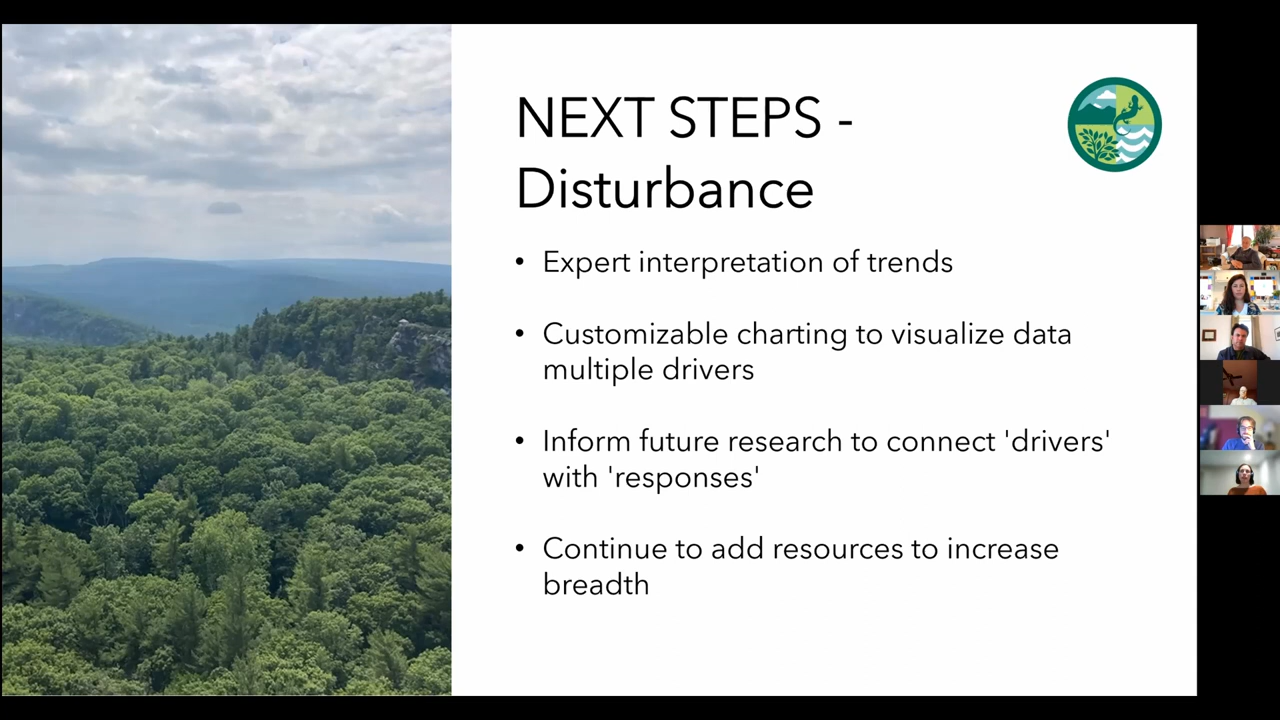 NEXT STEPS -
Disturbance
• Expert interpretation of trends
• Customizable charting to visualize data
multiple drivers
• Inform future research to connect 'drivers'
with 'responses'
• Continue to add resources to increase
breadth